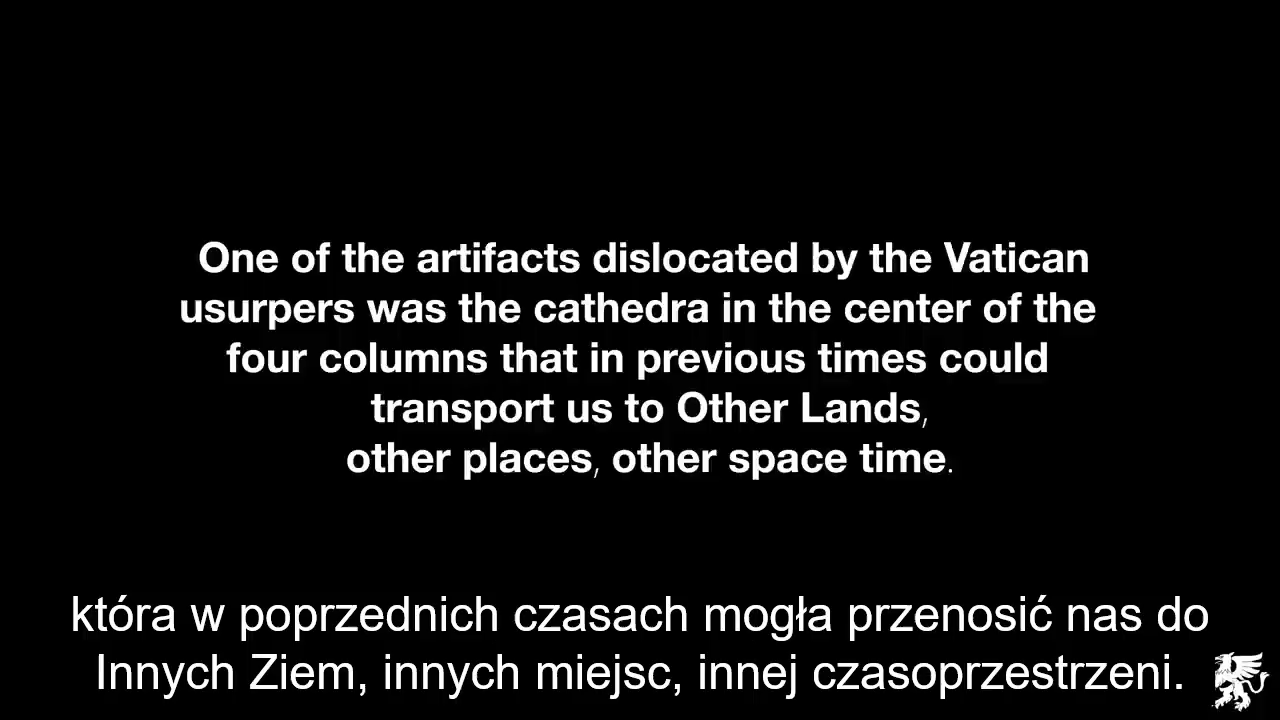 One of the artifacts dislocated by the Vatican
usurpers was the cathedra in the center of the
four columns that in previous times could
transport us to Other Lands,
other places, other space time.
która w poprzednich czasach mogła przenosić nas do
Innych Ziem, innych miejsc, innej czasoprzestrzeni.